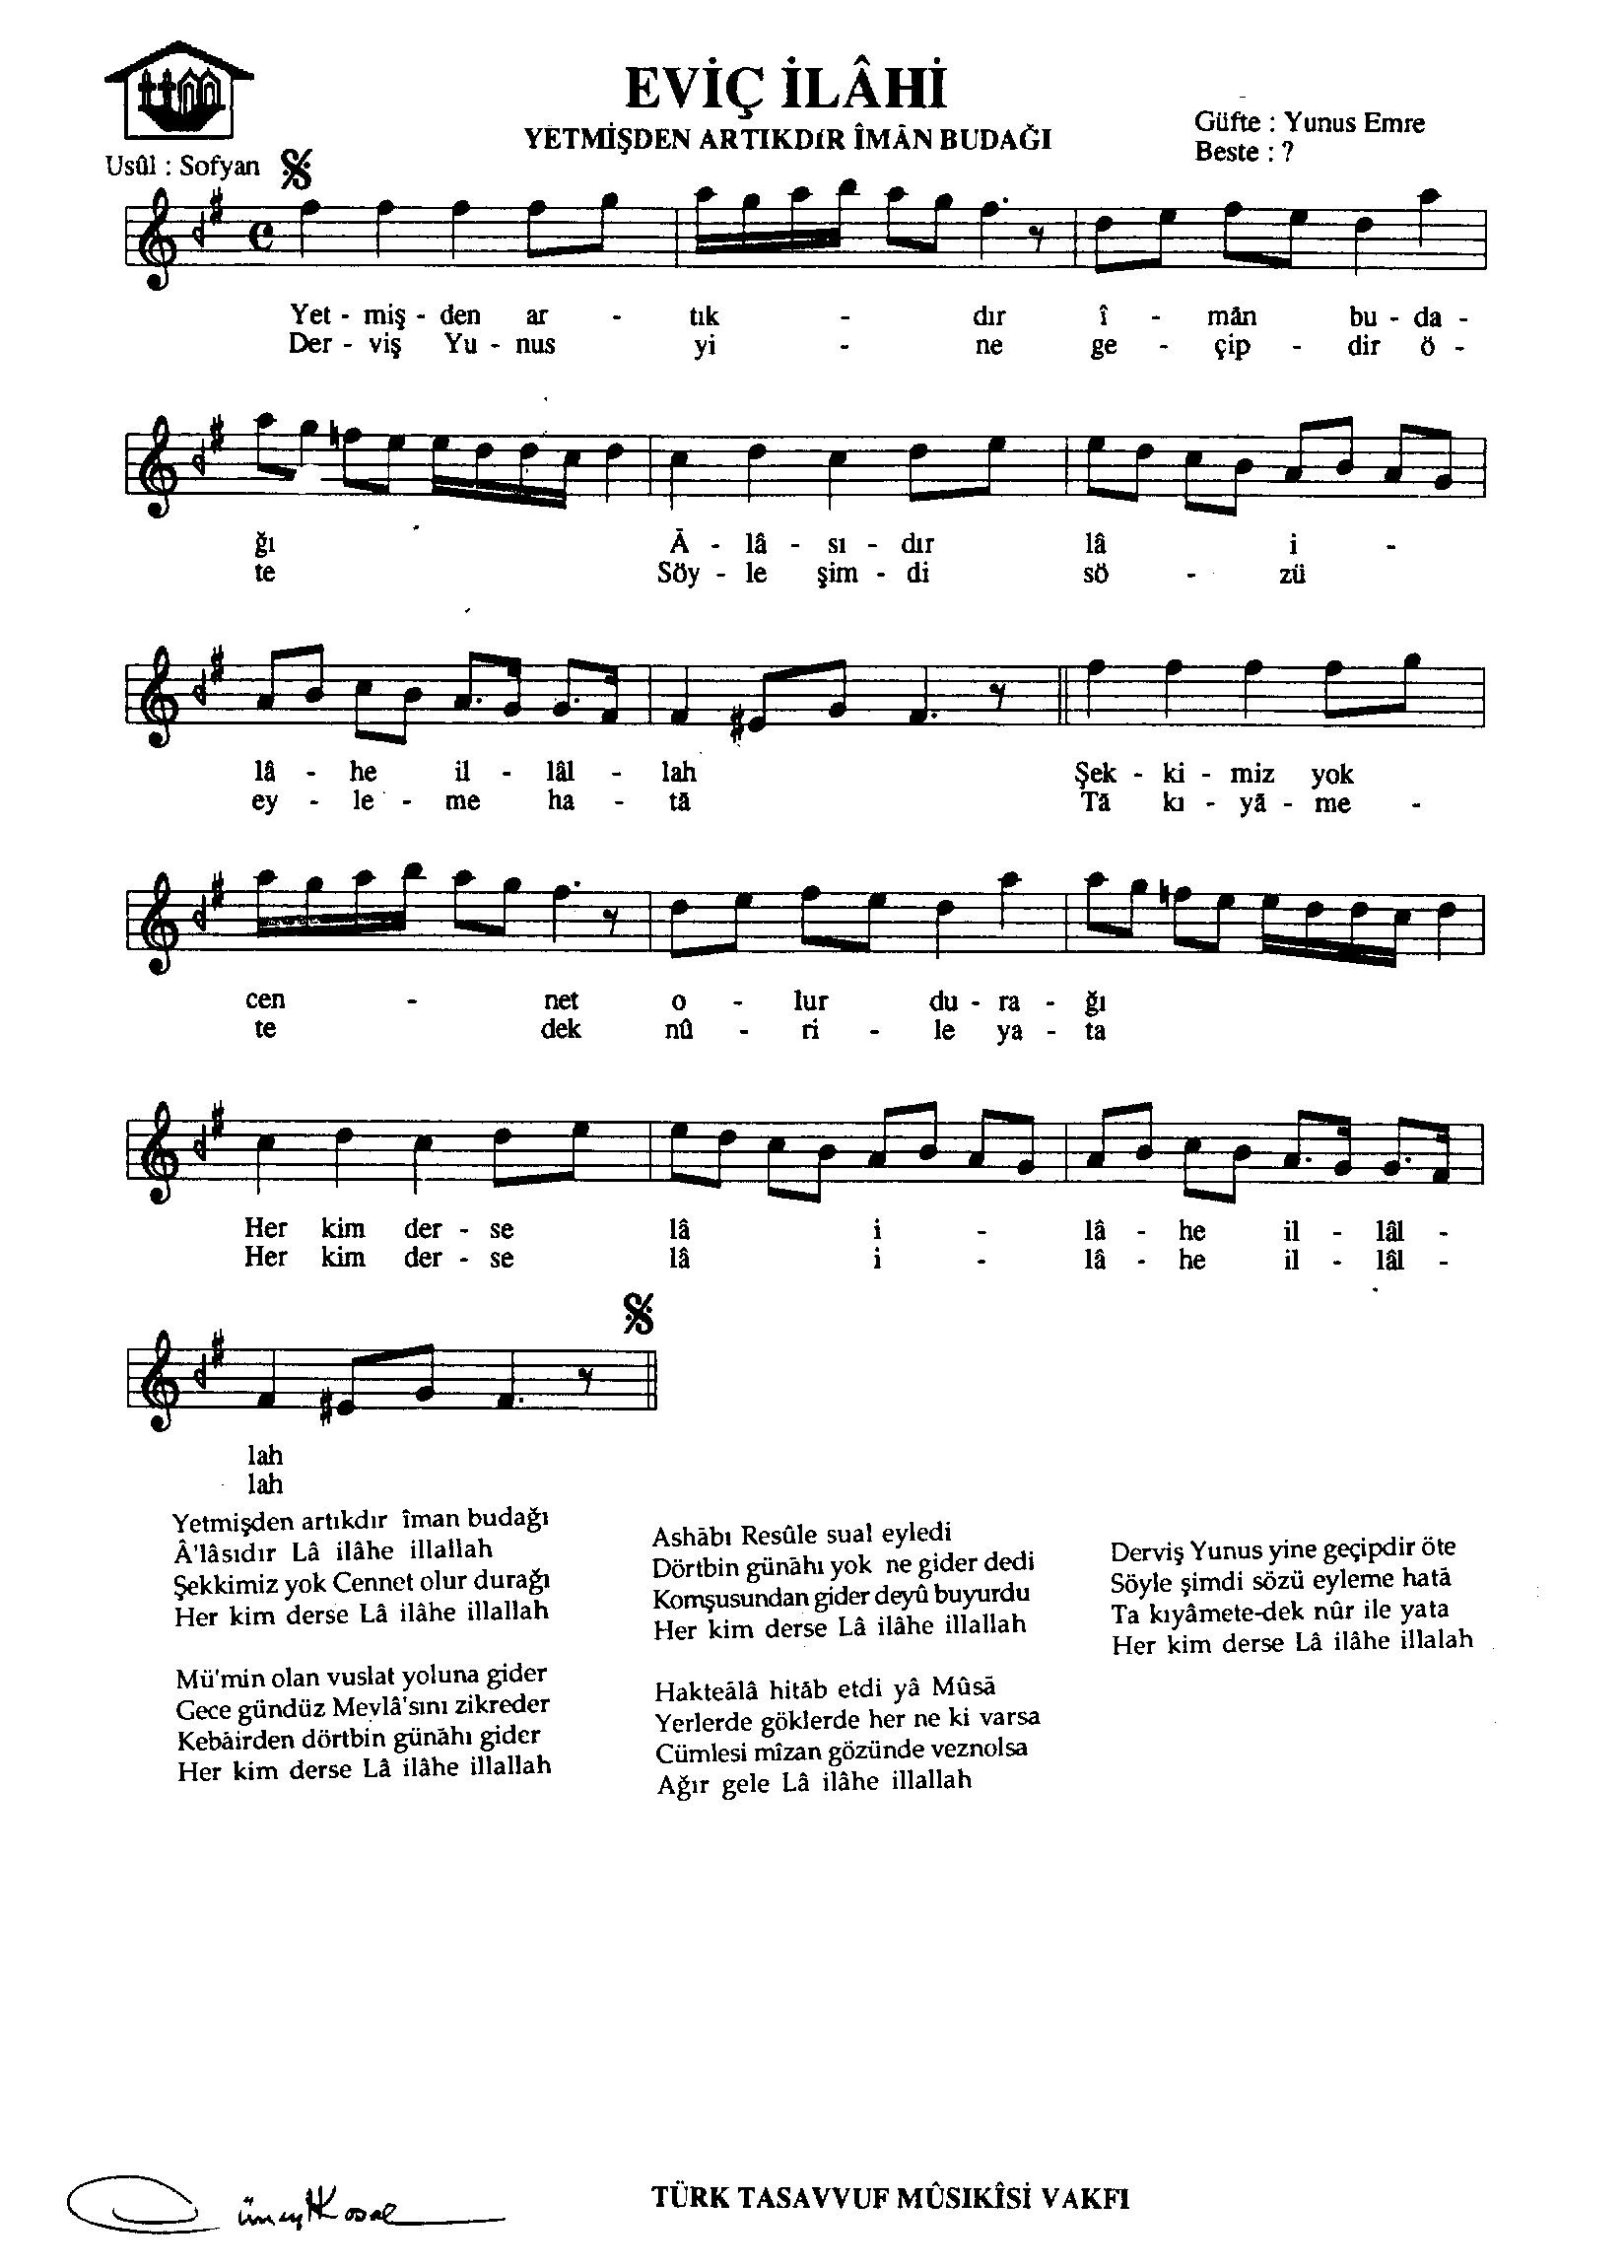 EVİÇ İLÂHİ
YETMİŞDEN ARTIKDIR ÎMÂN BUDAĞI
Güfte : Yunus Emre
Beste : ?
Usûl : Sofyan
Yet - miş - den ar - tık - dır î - mân bu - da -
Der - viş Yu - nus yi - ne ge - çip - dir ö -
ğı Â - lâ - sı - dır lâ i -
te Söy - le şim - di sö - zü
lâ - he il - lâl - lah Şek - ki - miz yok
ey - le - me ha - tâ Tâ kı - yâ - me -
cen - net o - lur du - ra - ğı
te dek nû - ri - le ya - ta
Her kim der - se lâ i - lâ - he il - lâl -
Her kim der - se lâ i - lâ - he il - lâl -
lah
lah
Yetmişden artıkdır îman budağı
Â'lâsıdır Lâ ilâhe illallah
Şekkimiz yok Cennet olur durağı
Her kim derse Lâ ilâhe illallah
Mü'min olan vuslat yoluna gider
Gece gündüz Mevlâ'sını zikreder
Kebâirden dörtbin günâhı gider
Her kim derse Lâ ilâhe illallah
Ashâbı Resûle sual eyledi
Dörtbin günâhı yok ne gider dedi
Komşusundan gider deyû buyurdu
Her kim derse Lâ ilâhe illallah
Hakteâlâ hitâb etdi yâ Mûsâ
Yerlerde göklerde her ne ki varsa
Cümlesi mîzan gözünde veznolsa
Ağır gele Lâ ilâhe illallah
Derviş Yunus yine geçipdir öte
Söyle şimdi sözü eyleme hatâ
Ta kıyâmete-dek nûr ile yata
Her kim derse Lâ ilâhe illalah
TÜRK TASAVVUF MÛSIKÎSİ VAKFI